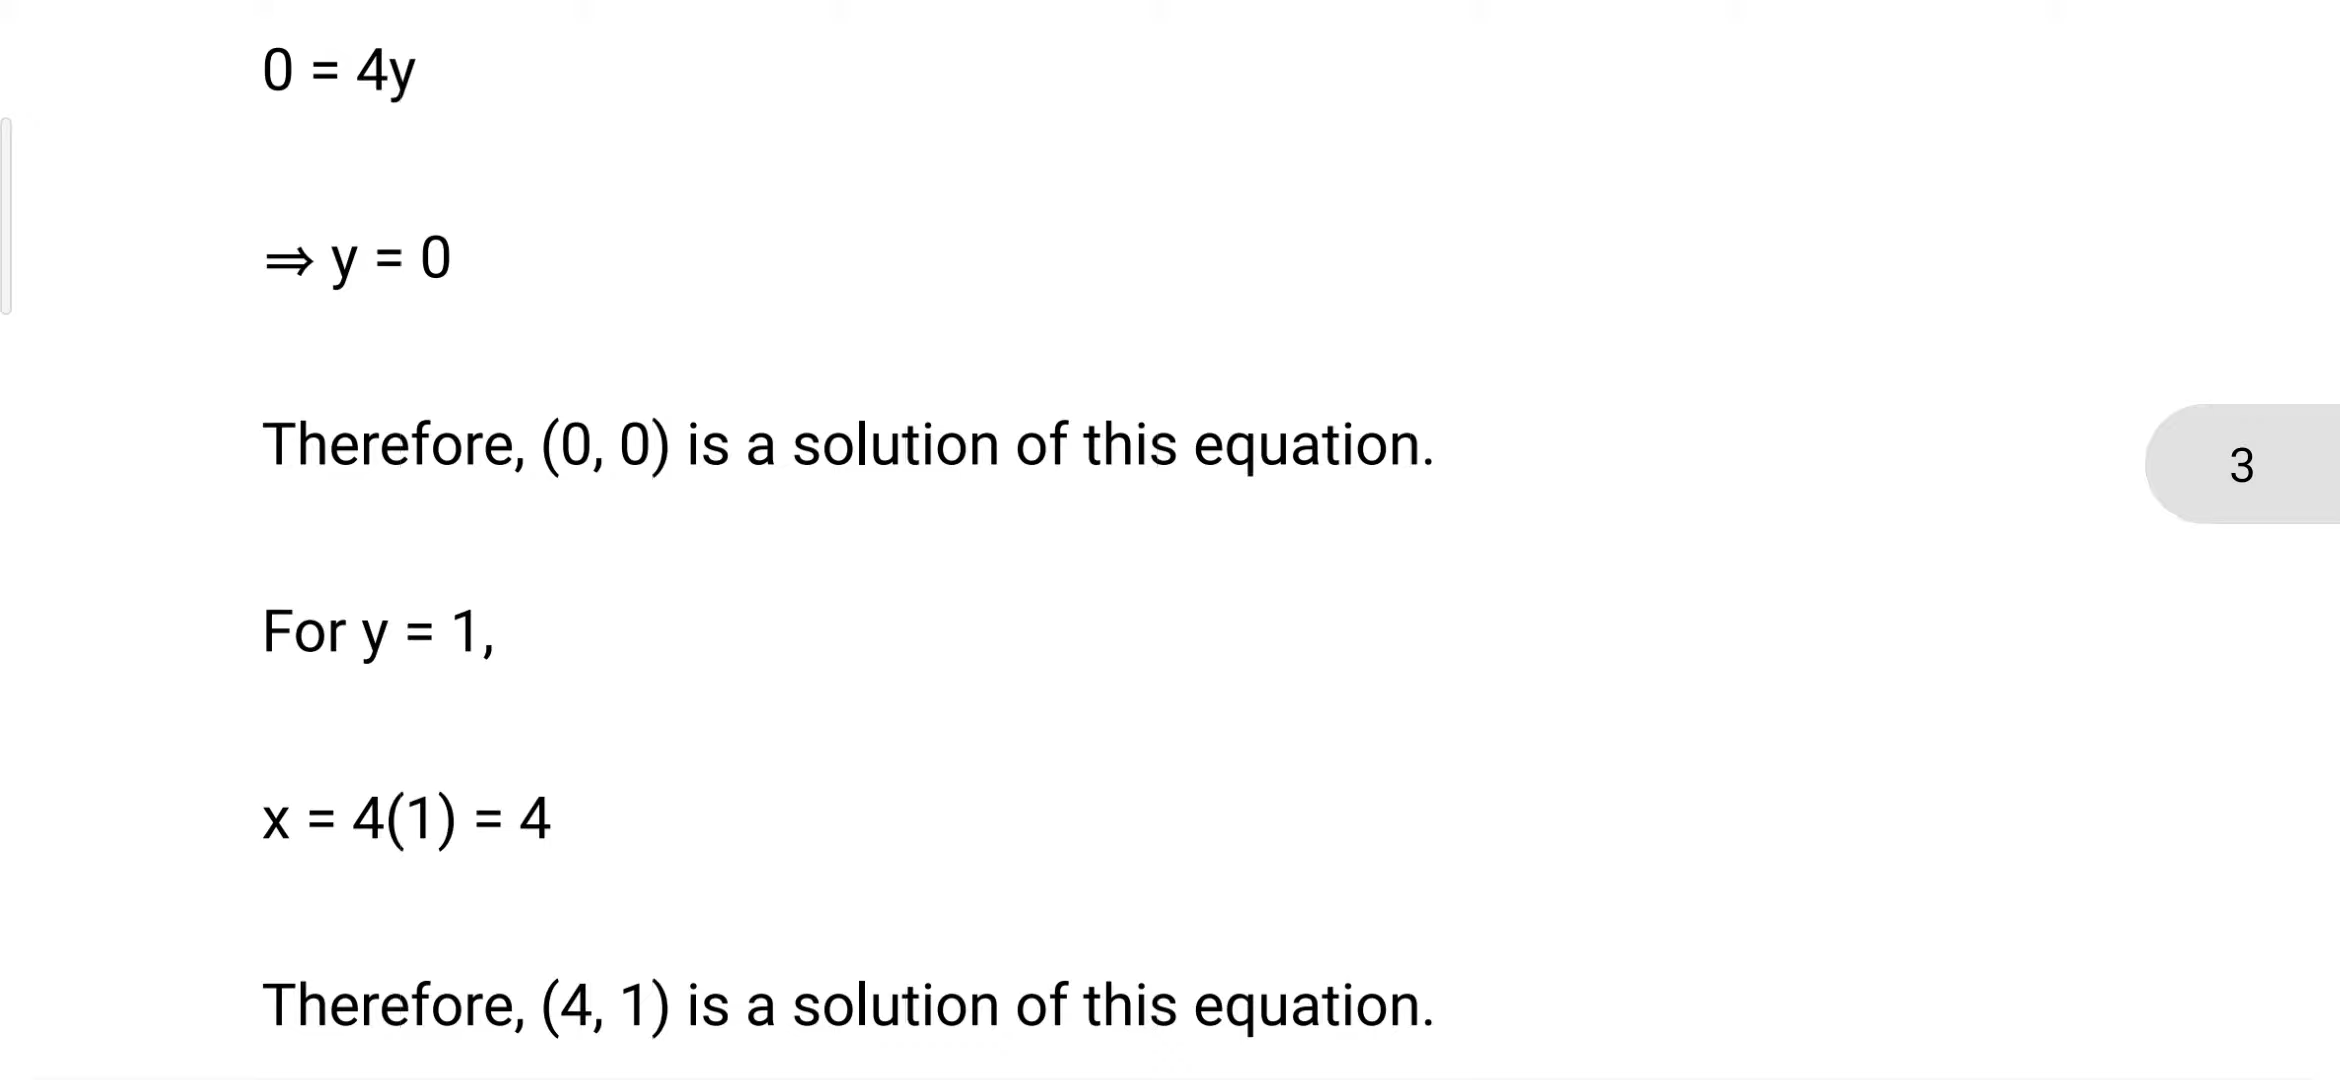 0 = 4y
⇒ y = 0
Therefore, (0, 0) is a solution of this equation.
3
For y = 1,
x = 4(1) = 4
Therefore, (4, 1) is a solution of this equation.